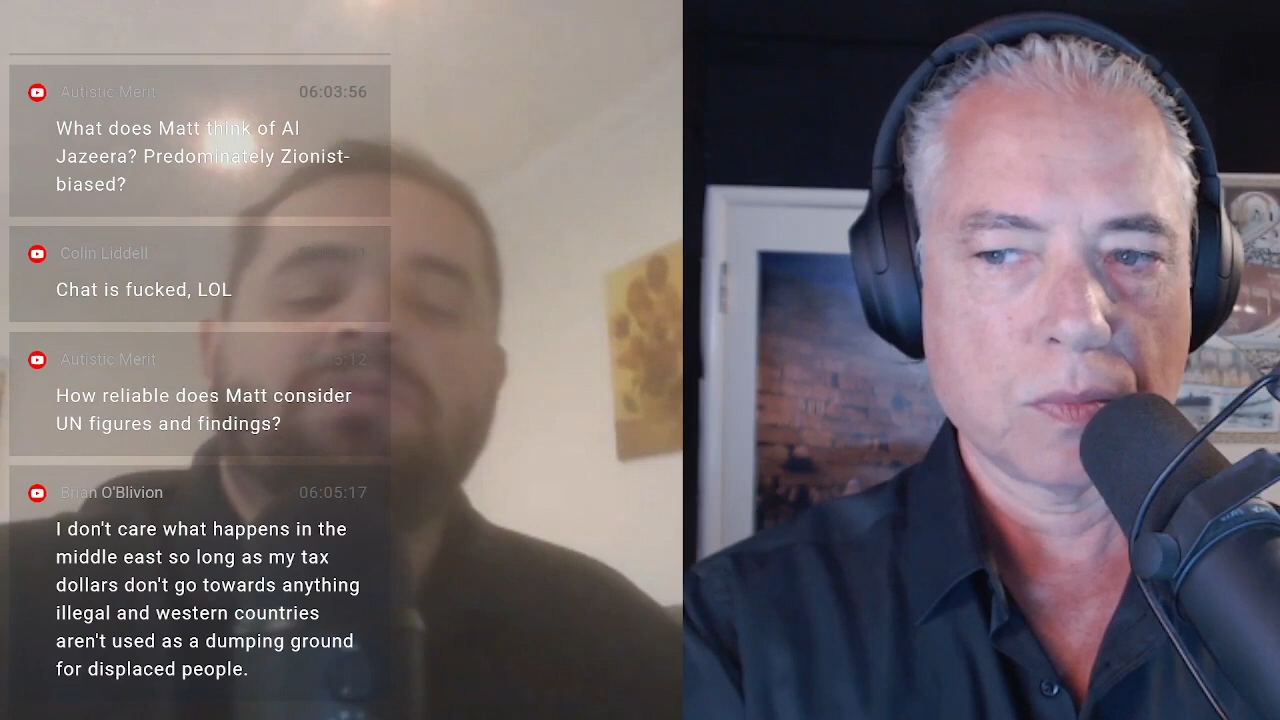 Autistic Merit 06:03:56
What does Matt think of Al
Jazeera? Predominately Zionist-
biased?
Colin Liddell
Chat is fucked, LOL
Autistic Merit 5:12
How reliable does Matt consider
UN figures and findings?
Brian O'Blivion 06:05:17
I don't care what happens in the
middle east so long as my tax
dollars don't go towards anything
illegal and western countries
aren't used as a dumping ground
for displaced people.